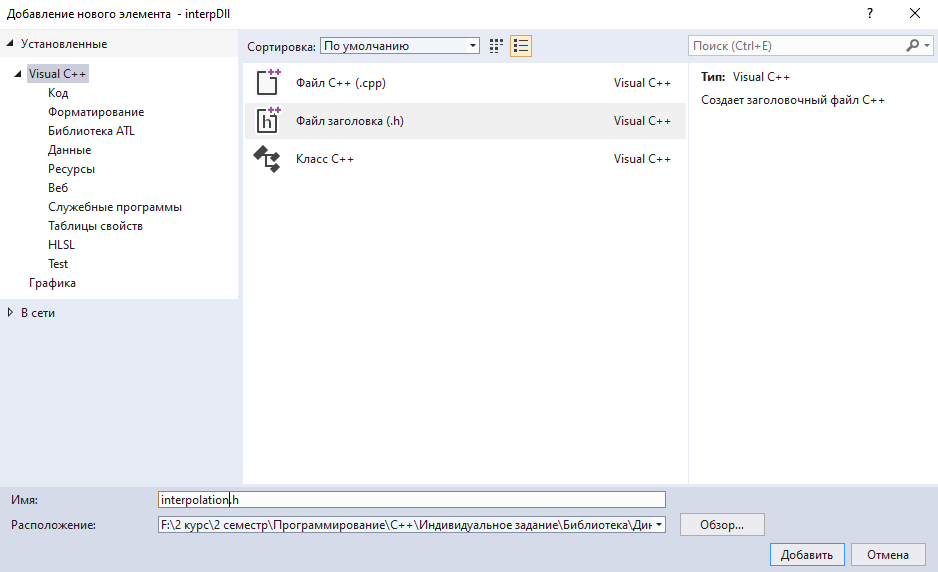 Добавление нового элемента - interpDll
? ×
Установленные
Visual C++
Код
Форматирование
Библиотека ATL
Данные
Ресурсы
Веб
Служебные программы
Таблицы свойств
HLSL
Test
Графика
В сети
Сортировка: По умолчанию
Файл C++ (.cpp) Visual C++
Файл заголовка (.h) Visual C++
Класс C++ Visual C++
Поиск (Ctrl+E)
Тип: Visual C++
Создает заголовочный файл C++
Имя: interpolation.h
Расположение: F:\2 курс\2 семестр\Программирование\C++\Индивидуальное задание\Библиотека\Дин
Обзор...
Добавить Отмена